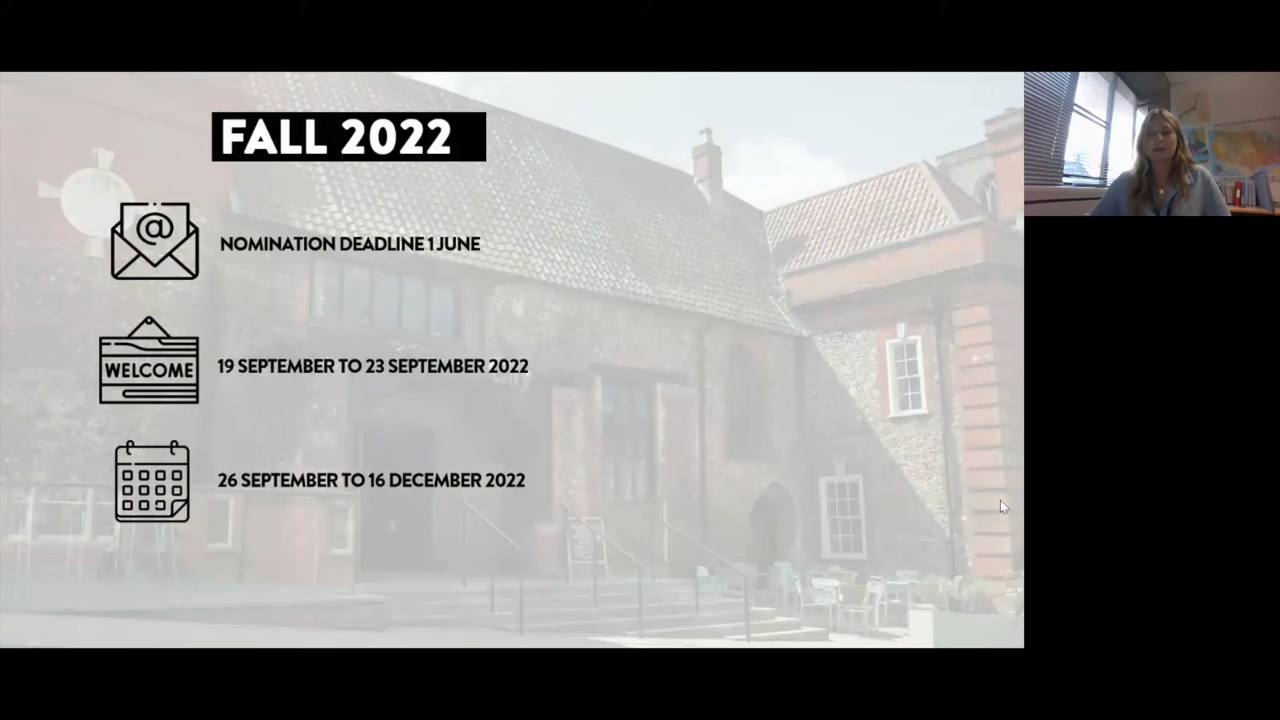 FALL 2022
@
NOMINATION DEADLINE 1 JUNE
WELCOME
19 SEPTEMBER TO 23 SEPTEMBER 2022
26 SEPTEMBER TO 16 DECEMBER 2022